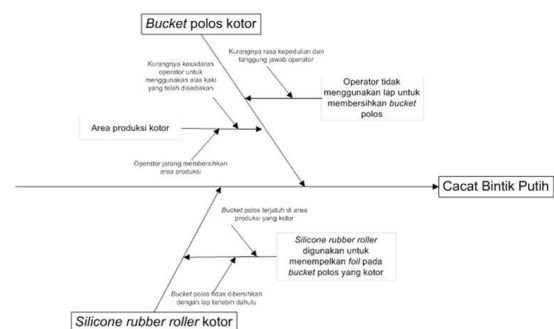 Bucket polos kotor
Kurangnya rasa kepedulian dan
tanggung jawab operator
Kurangnya kesadaran
operator untuk
menggunakan alas kaki
yang telah disediakan
Operator tidak
menggunakan lap untuk
membersihkan bucket
polos
Area produksi kotor
Operator jarang membersihkan
area produksi
Cacat Bintik Putih
Bucket polos terjatuh di area
produksi yang kotor
Silicone rubber roller
digunakan untuk
menempelkan foil pada
bucket polos yang kotor
Bucket polos tidak dibersihkan
dengan lap terlebih dahulu
Silicone rubber roller kotor